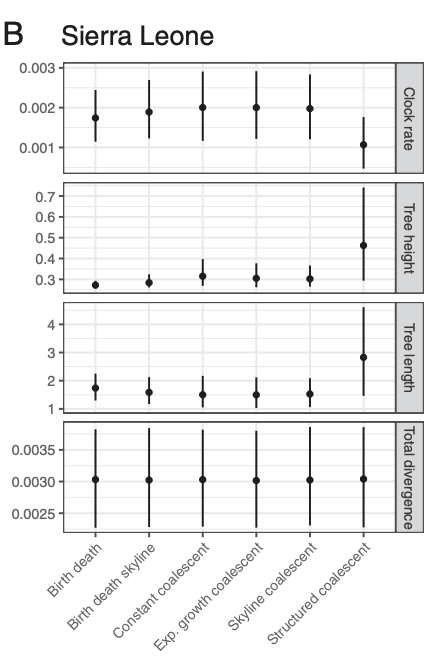 B Sierra Leone
0.003
0.002
0.001
Clock rate
0.7
0.6
0.5
0.4
0.3
Tree height
4
3
2
1
Tree length
0.0035
0.0030
0.0025
Total divergence
Birth death
Birth death skyline
Constant coalescent
Exp. growth coalescent
Skyline coalescent
Structured coalescent